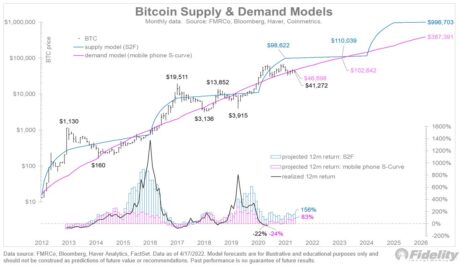 Bitcoin Supply & Demand Models
Monthly data. Source: FMRCo, Bloomberg, Haver, Coinmetrics.
$1,000,000
$996,703
BTC
supply model (S2F)
demand model (mobile phone S-curve)
$387,391
$110,039
$98,622
$102,642
BTC price
$100,000
$19,511
$13,852
$41,272
$10,000
$3,136
$3,915
$1,130
$1,000
$160
$100
$10
1600%
1400%
1200%
1000%
800%
600%
400%
200%
0%
-200%
projected 12m return: S2F
projected 12m return: mobile phone S-Curve
realized 12m return
156%
83%
-22%
-24%
2012 2013 2014 2015 2016 2017 2018 2019 2020 2021 2022 2023 2024 2025 2026
Data source: FMRCo, Bloomberg, Haver Analytics, FactSet. Data as of 4/17/2022. Model forecasts are for illustrative and educational purposes only and
should not be construed as predictions of future value or recommendations. Past performance is no guarantee of future results.
Fidelity